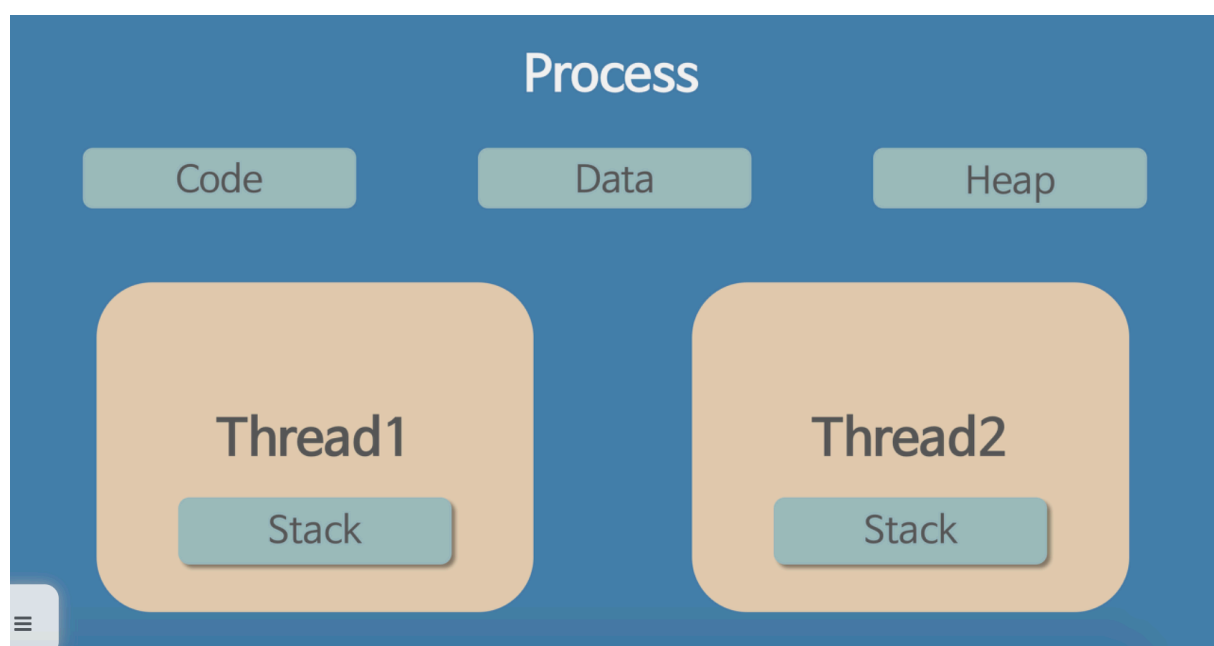 Process
Code
Data
Heap
Thread1
Thread2
Stack
Stack